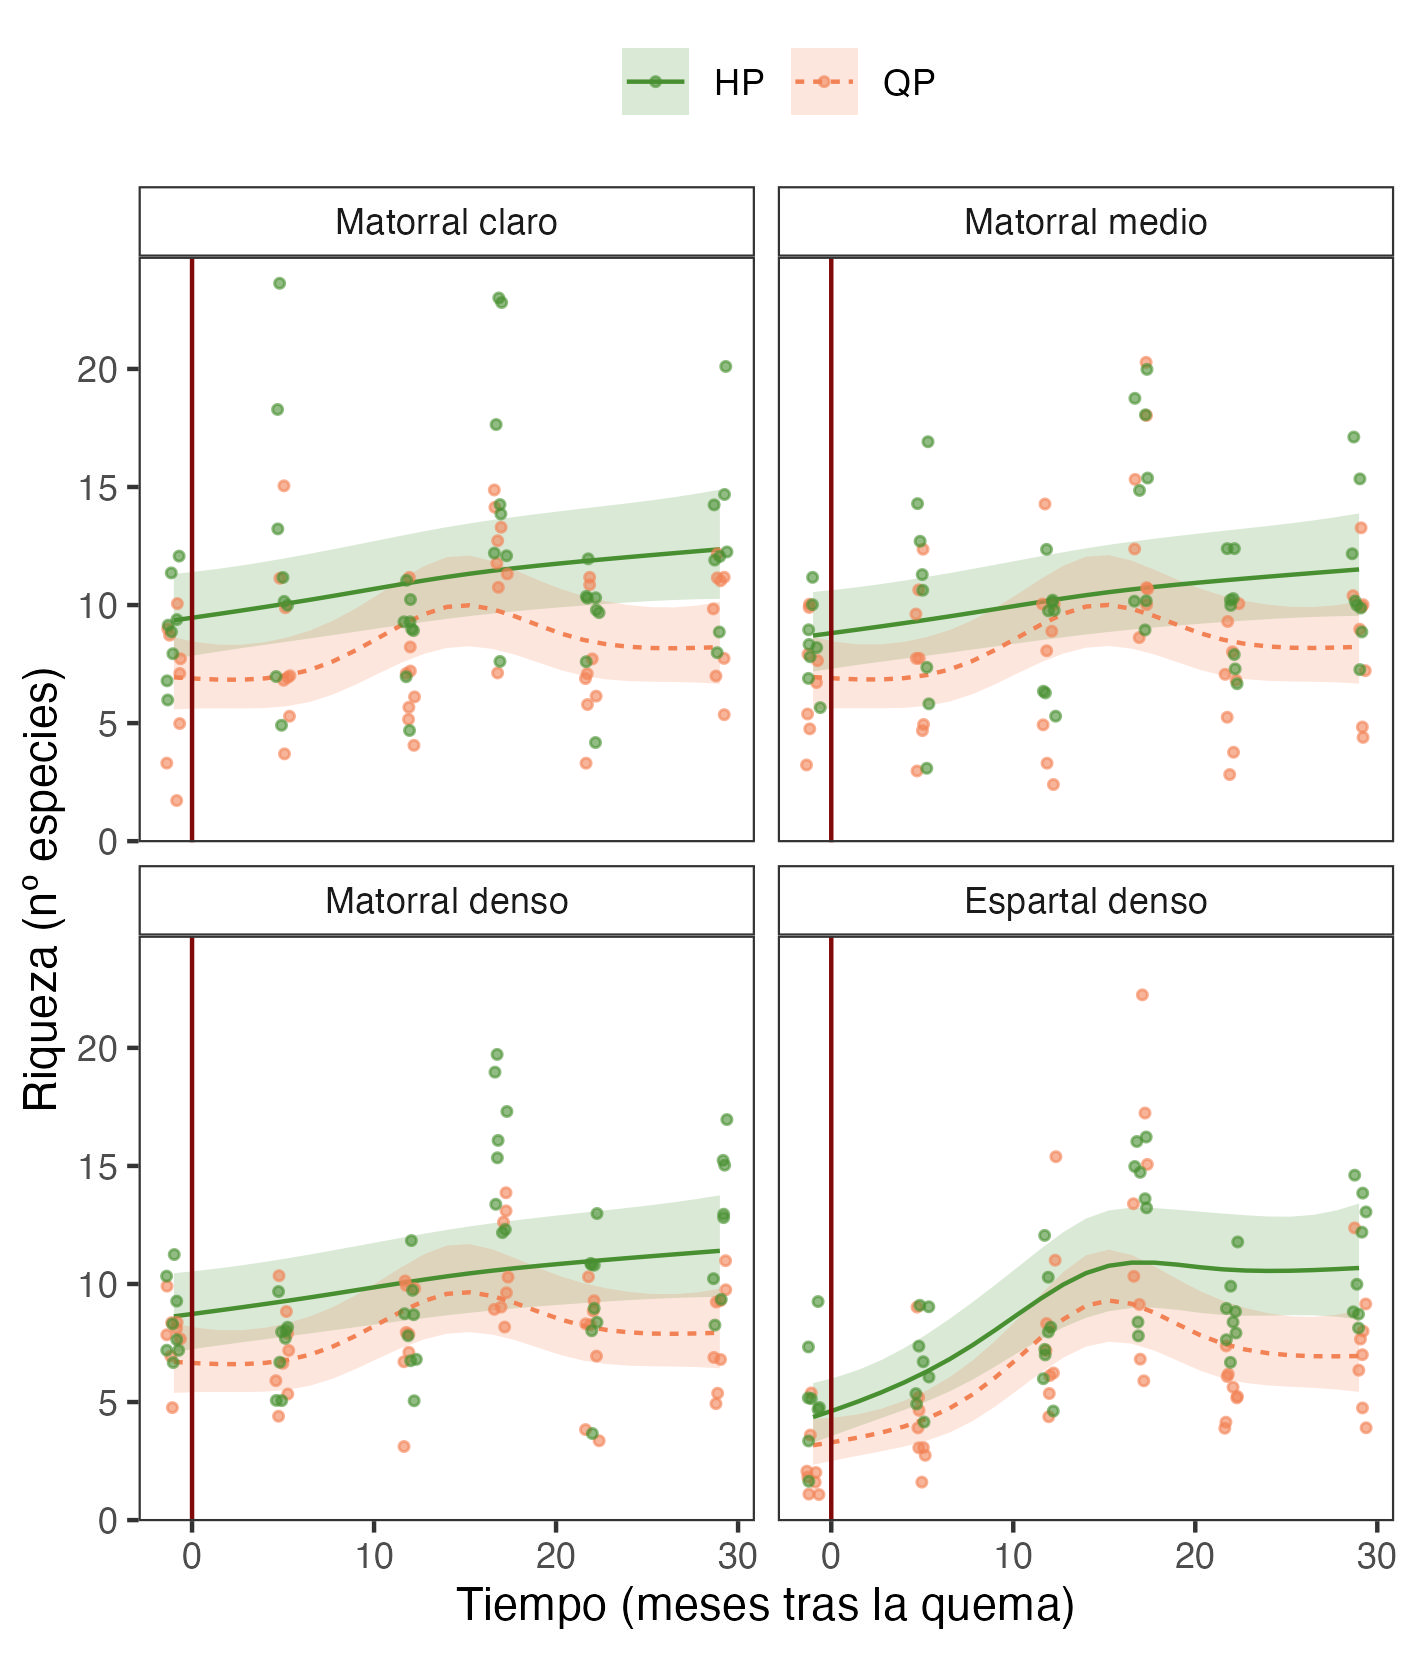 HP QP
Matorral claro
Matorral medio
20
15
10
5
0
Matorral denso
Espartal denso
20
15
10
5
0
0 10 20 30
0 10 20 30
Riqueza (nº especies)
Tiempo (meses tras la quema)